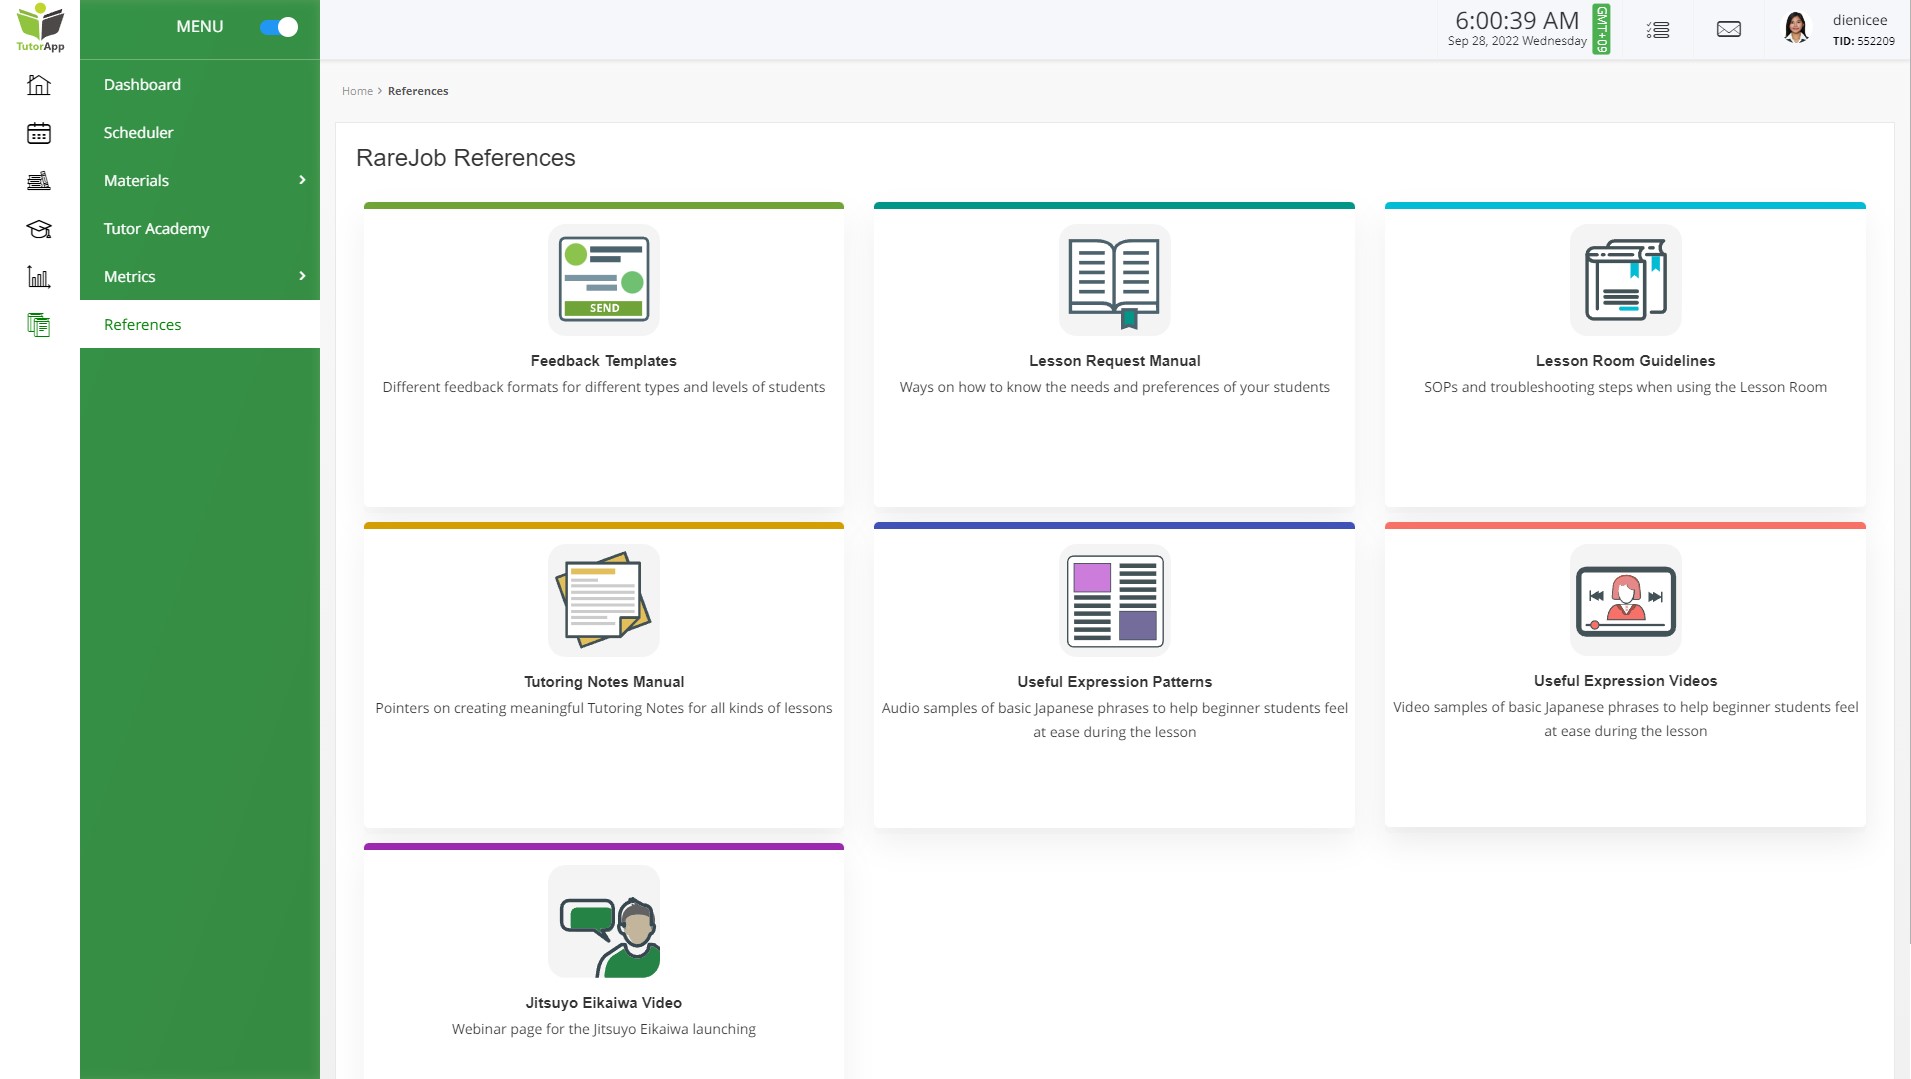 TutorApp
MENU
6:00:39 AM
Sep 28, 2022 Wednesday
GMT+09
dienicee
TID: 552209
Dashboard
Scheduler
Materials
Tutor Academy
Metrics
References
Home > References
RareJob References
SEND
Feedback Templates
Different feedback formats for different types and levels of students
Lesson Request Manual
Ways on how to know the needs and preferences of your students
Lesson Room Guidelines
SOPs and troubleshooting steps when using the Lesson Room
Tutoring Notes Manual
Pointers on creating meaningful Tutoring Notes for all kinds of lessons
Useful Expression Patterns
Audio samples of basic Japanese phrases to help beginner students feel
at ease during the lesson
Useful Expression Videos
Video samples of basic Japanese phrases to help beginner students feel
at ease during the lesson
Jitsuyo Eikaiwa Video
Webinar page for the Jitsuyo Eikaiwa launching